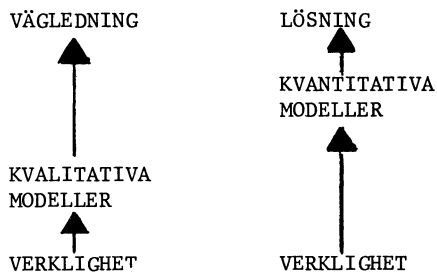 VÄGLEDNING
KVALITATIVA
MODELLER
VERKLIGHET
LÖSNING
KVANTITATIVA
MODELLER
VERKLIGHET